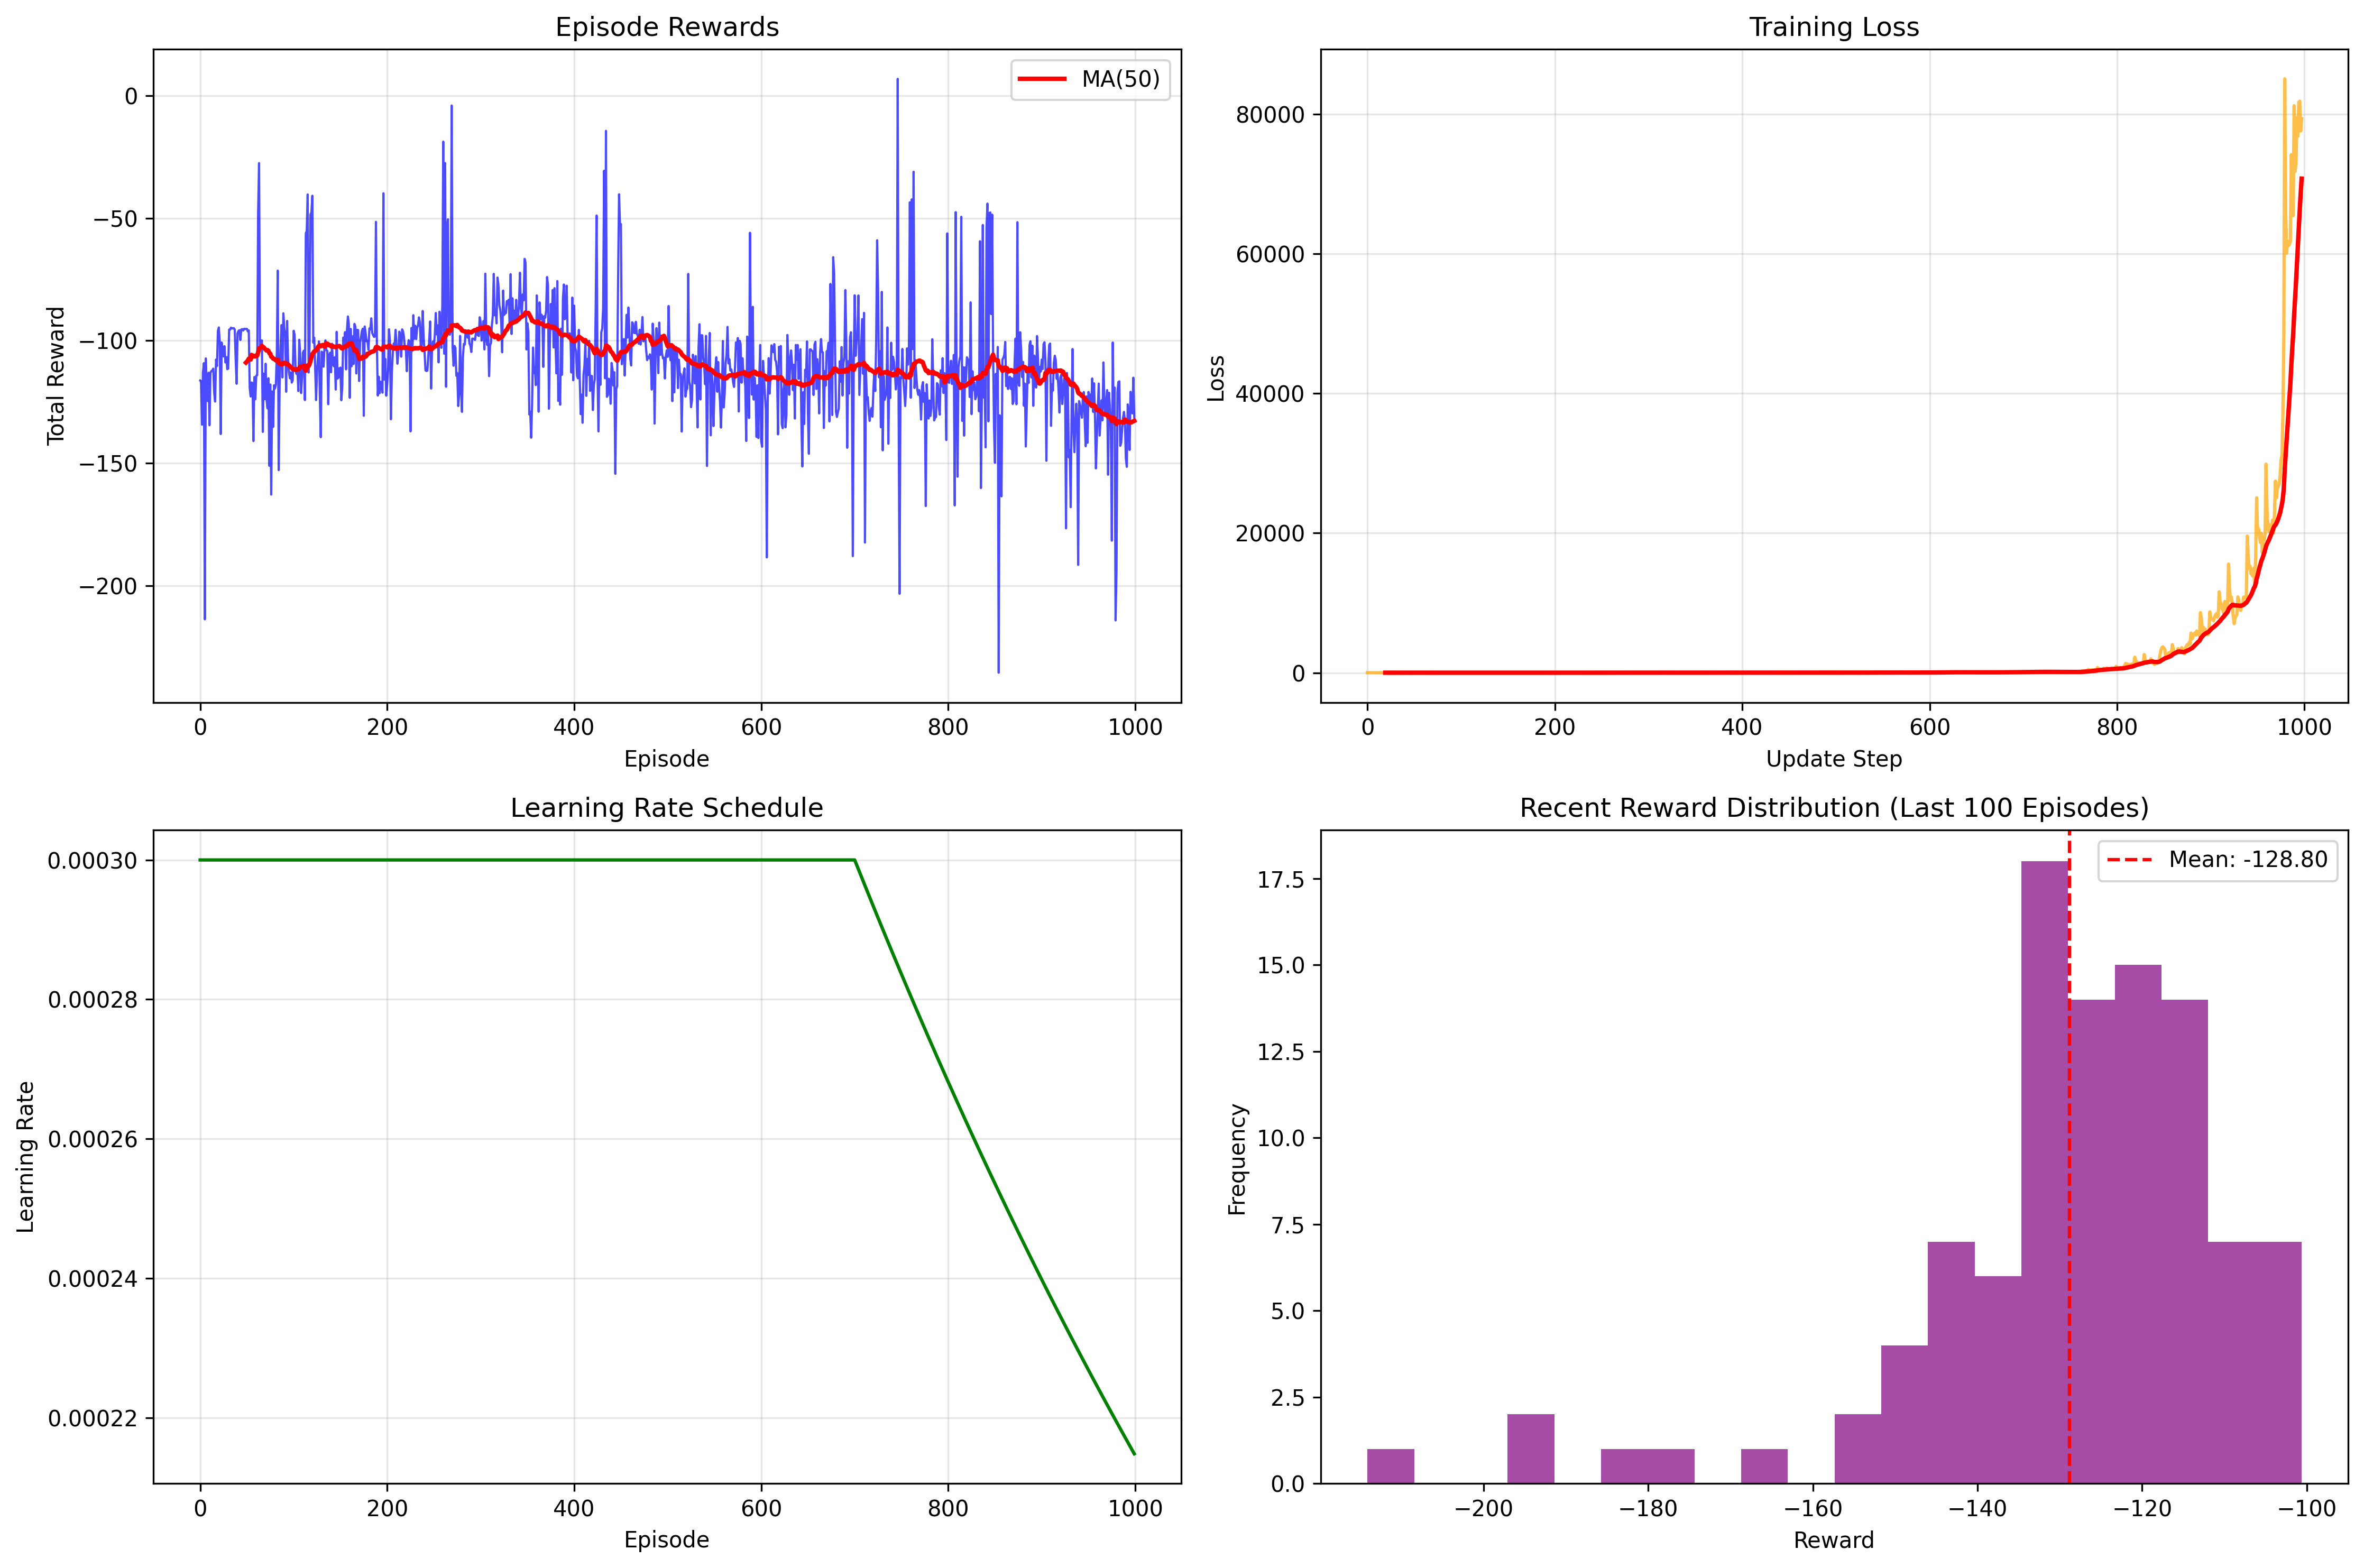 Episode Rewards
MA(50)
Total Reward
0
−50
−100
−150
−200
0 200 400 600 800 1000
Episode
Training Loss
Loss
80000
60000
40000
20000
0
0 200 400 600 800 1000
Update Step
Learning Rate Schedule
Learning Rate
0.00030
0.00028
0.00026
0.00024
0.00022
0 200 400 600 800 1000
Episode
Recent Reward Distribution (Last 100 Episodes)
Mean: -128.80
Frequency
17.5
15.0
12.5
10.0
7.5
5.0
2.5
0.0
−200 −180 −160 −140 −120 −100
Reward